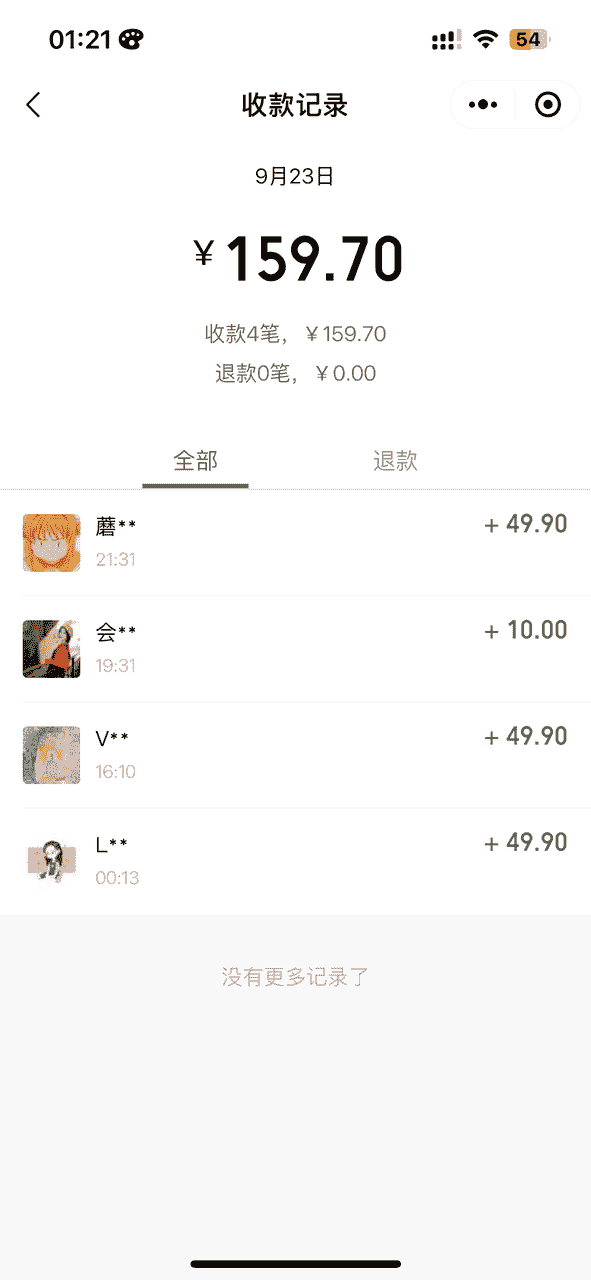 01:21
54
收款记录
9月23日
￥159.70
收款4笔，￥159.70
退款0笔，￥0.00
全部 退款
蘑** + 49.90
21:31
会** + 10.00
19:31
V** + 49.90
16:10
L** + 49.90
00:13
没有更多记录了